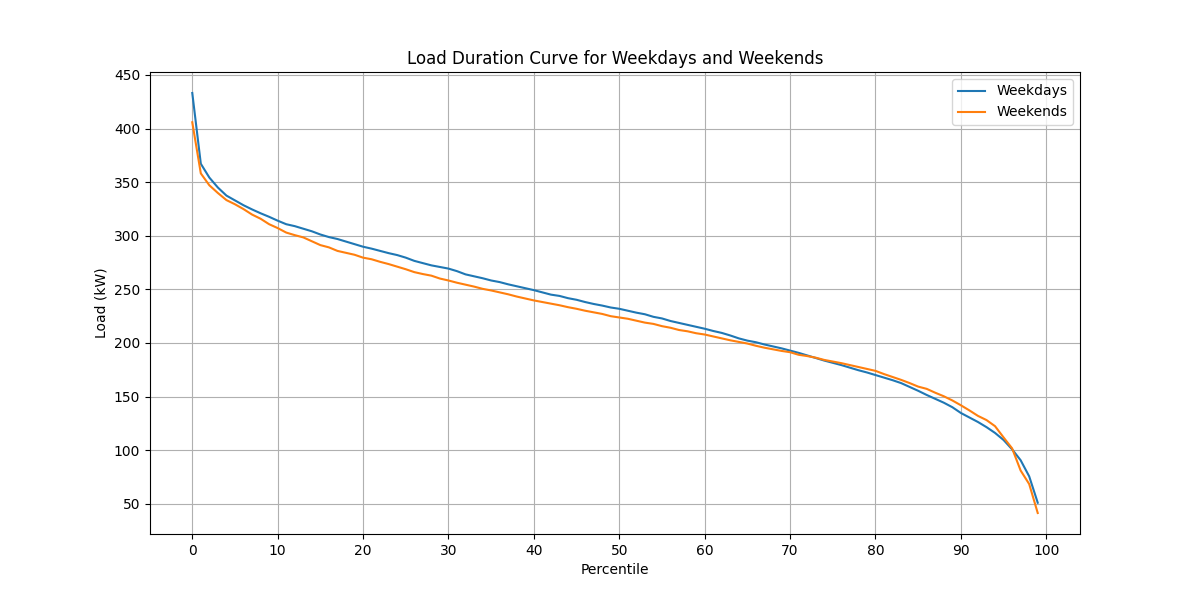 Load Duration Curve for Weekdays and Weekends
Weekdays
Weekends
Load (kW)
450
400
350
300
250
200
150
100
50
0 10 20 30 40 50 60 70 80 90 100
Percentile